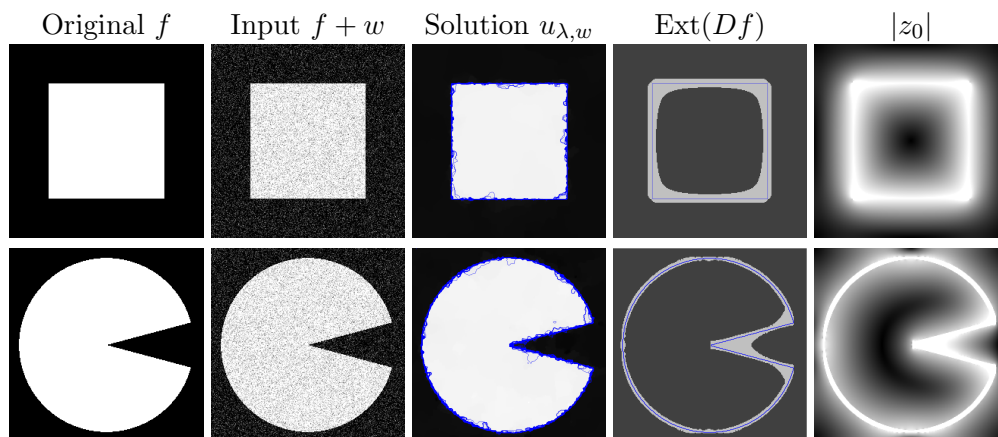 Original f Input f + w Solution u_{λ,w} Ext(Df) |z_0|